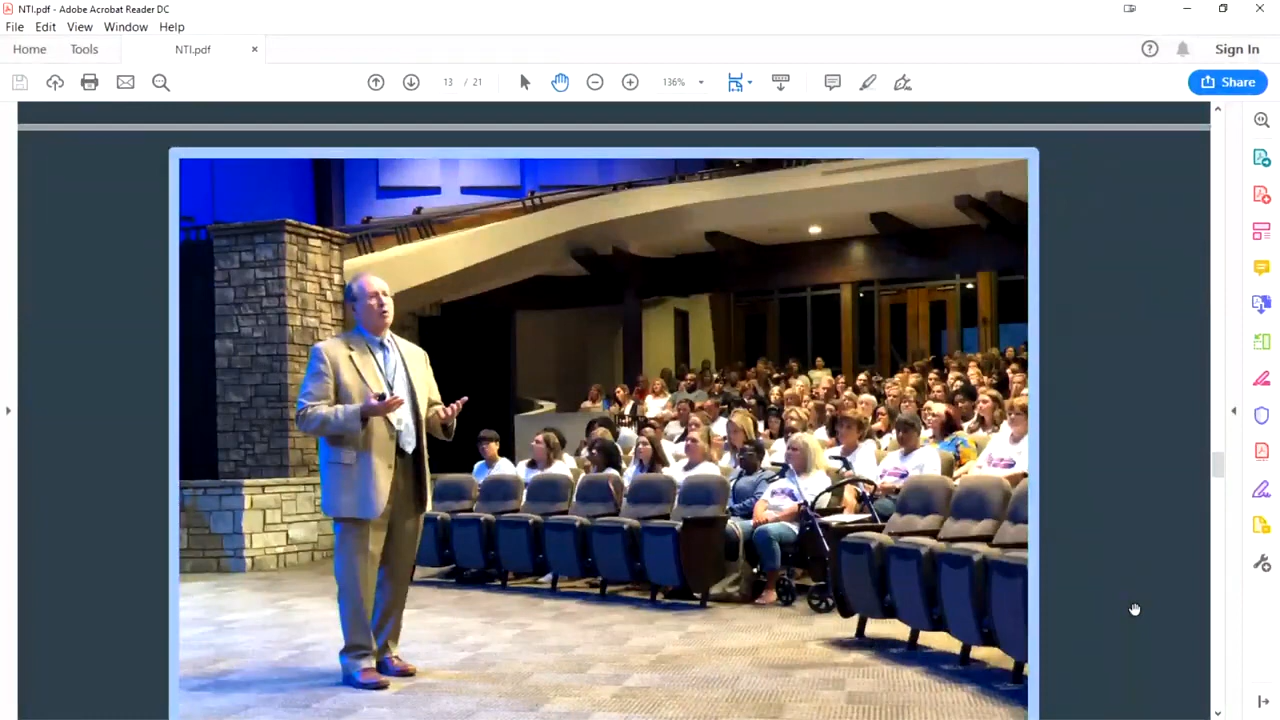 NTI.pdf - Adobe Acrobat Reader DC
File Edit View Window Help
Home Tools NTI.pdf
Sign In
13 / 21
136%
Share